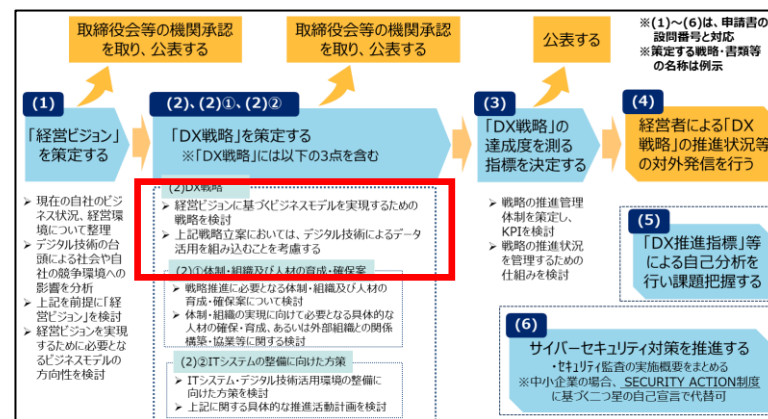 取締役会等の機関承認
を取り、公表する
取締役会等の機関承認
を取り、公表する
公表する
※(1)～(6)は、申請書の
設問番号と対応
※策定する戦略・書類等
の名称は例示
(1)
「経営ビジョン」
を策定する
➢ 現在の自社のビジ
ネス状況、経営環
境について整理
➢ デジタル技術の台
頭による社会や自
社の競争環境への
影響を分析
➢ 上記を前提に「経
営ビジョン」を検討
➢ 経営ビジョンを実現
するために必要とな
るビジネスモデルの
方向性を検討
(2)、(2)①、(2)②
「DX戦略」を策定する
※「DX戦略」には以下の3点を含む
(2)DX戦略
➢ 経営ビジョンに基づくビジネスモデルを実現するための
戦略を検討
➢ 上記戦略立案においては、デジタル技術によるデータ
活用を組み込むことを考慮する
(2)①体制・組織及び人材の育成・確保案
➢ 戦略推進に必要となる体制・組織及び人材の
育成・確保案について検討
➢ 体制・組織の実現に向けて必要となる具体的な
人材の確保・育成、あるいは外部組織との関係
構築・協業等に関する検討
(2)②ITシステムの整備に向けた方策
➢ ITシステム・デジタル技術活用環境の整備に
向けた方策を検討
➢ 上記に関する具体的な推進活動計画を検討
(3)
「DX戦略」の
達成度を測る
指標を決定する
➢ 戦略の推進管理
体制を策定し、
KPIを検討
➢ 戦略の推進状況
を管理するための
仕組みを検討
(4)
経営者による「DX
戦略」の推進状況等
の対外発信を行う
(5)
「DX推進指標」等
による自己分析を
行い課題把握する
(6)
サイバーセキュリティ対策を推進する
・セキュリティ監査の実施概要をまとめる
※中小企業の場合、SECURITY ACTION制度
に基づく二つ星の自己宣言で代替可